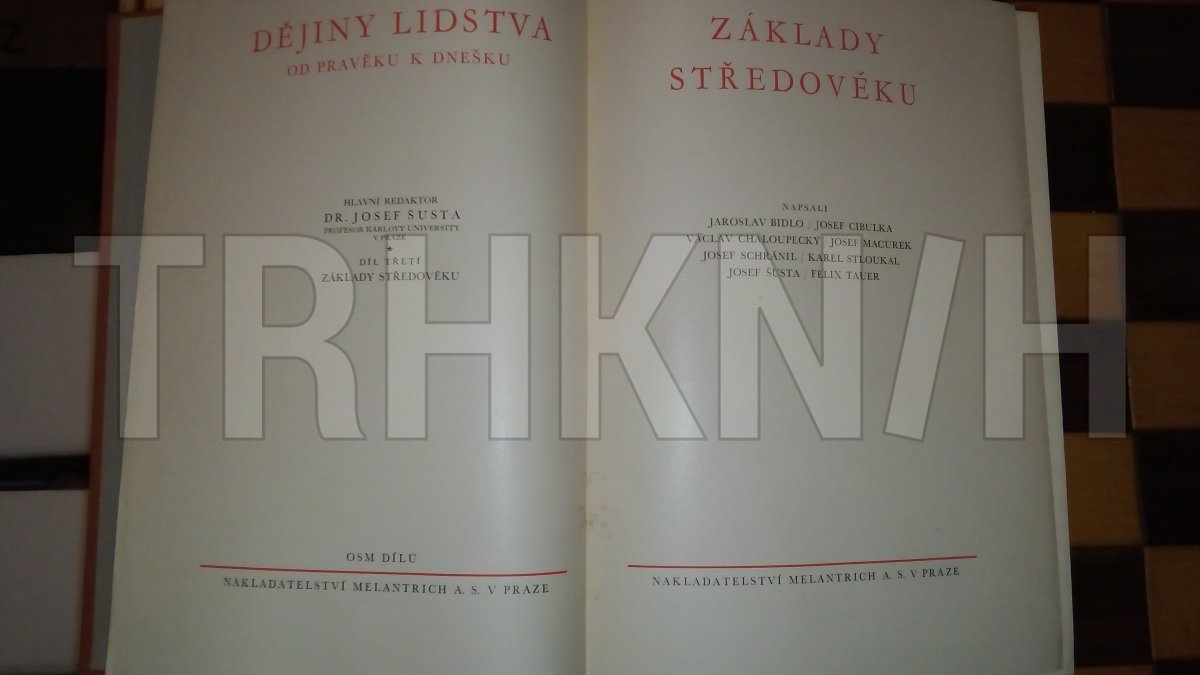 DĚJINY LIDSTVA
OD PRAVĚKU K DNEŠKU
HLAVNÍ REDAKTOR
DR. JOSEF ŠUSTA
PROFESOR KARLOVY UNIVERSITY
V PRAZE
★
DÍL TŘETÍ
ZÁKLADY STŘEDOVĚKU
OSM DÍLŮ
NAKLADATELSTVÍ MELANTRICH A. S. V PRAZE
ZÁKLADY
STŘEDOVĚKU
NAPSALI
JAROSLAV BIDLO / JOSEF CIBULKA
VÁCLAV CHALOUPECKÝ / JOSEF MACŮREK
JOSEF SCHRÁNIL / KAREL STLOUKAL
JOSEF ŠUSTA / FELIX TAUER
NAKLADATELSTVÍ MELANTRICH A. S. V PRAZE
TRHKNIH